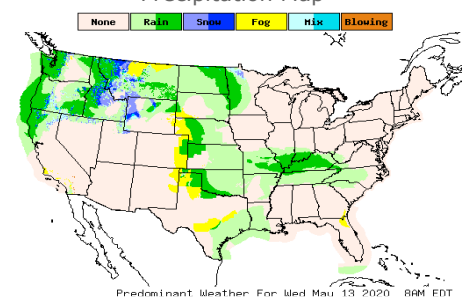 Precipitation Map
None Rain Snow Fog Mix Blowing
Predominant Weather For Wed May 13 2020 8AM EDT